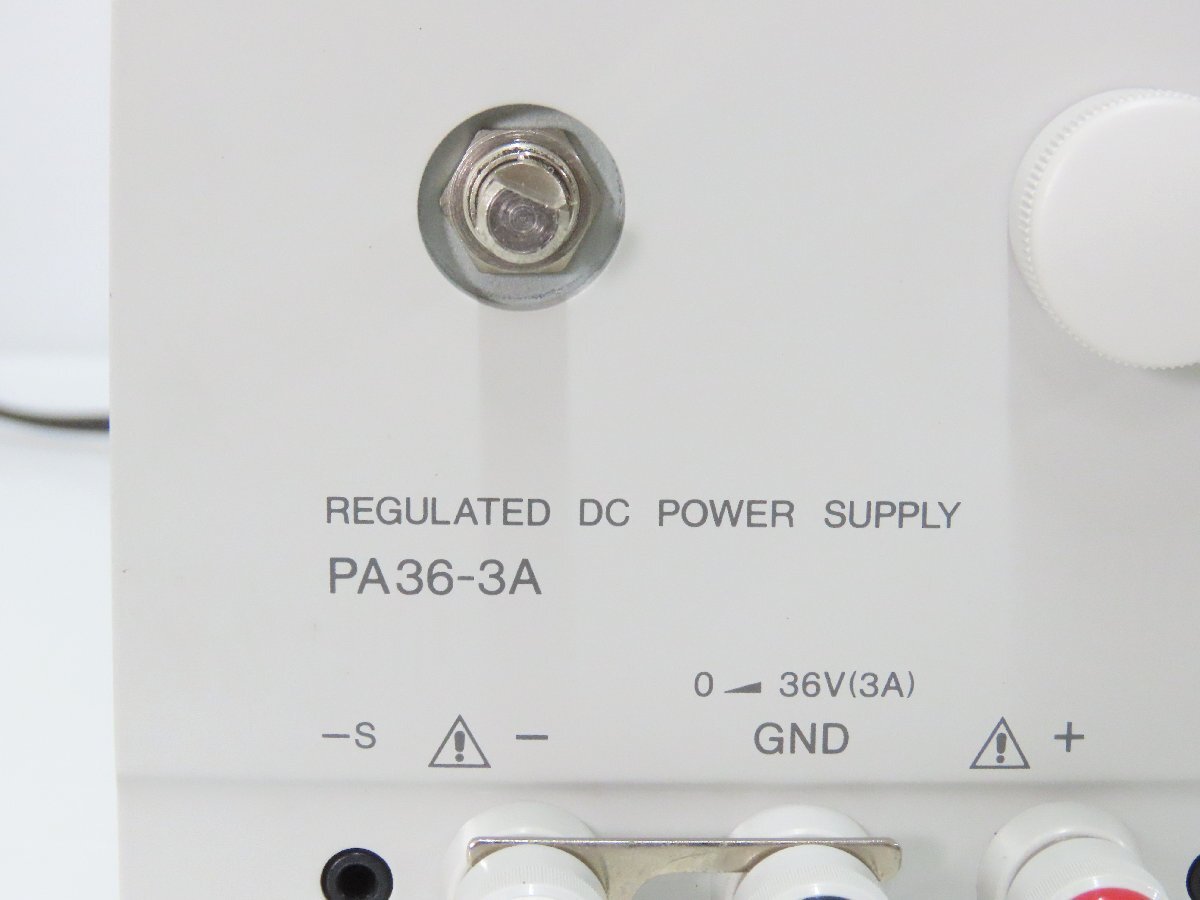 REGULATED DC POWER SUPPLY
PA36-3A
0 36V(3A)
-S ! - GND ! +